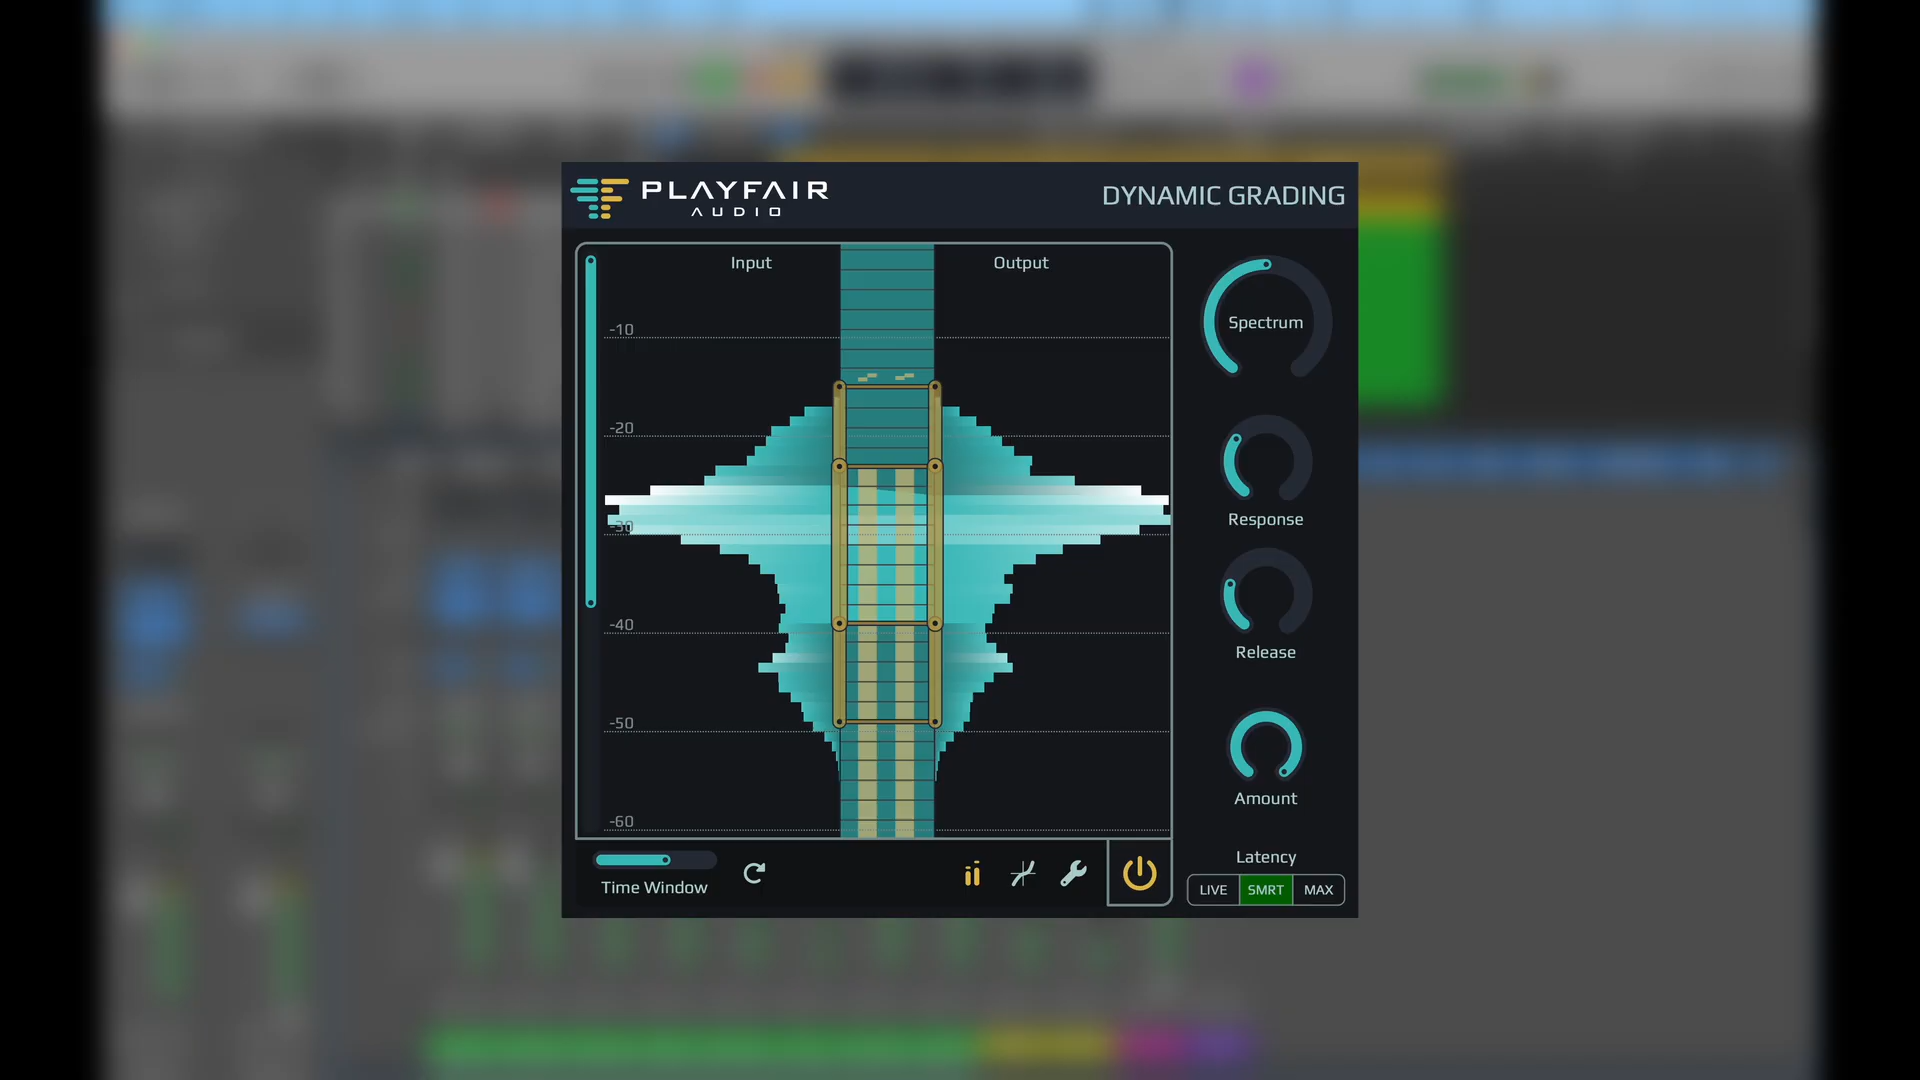 PLAYFAIR
AUDIO
DYNAMIC GRADING
Input
Output
-10
-20
-30
-40
-50
-60
Spectrum
Response
Release
Amount
Time Window
Latency
LIVE
SMRT
MAX